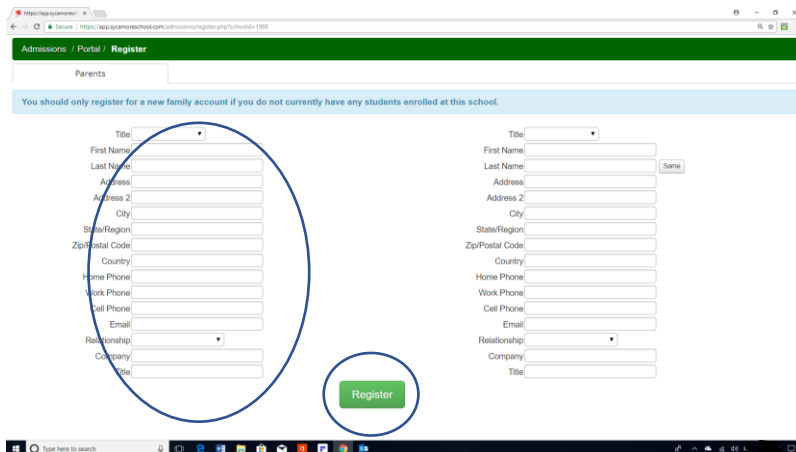 https://app.sycamoresch
Secure | https://app.sycamoreschool.com/admissions/register.php?schoolid=1988
Admissions / Portal / Register
Parents
You should only register for a new family account if you do not currently have any students enrolled at this school.
Title
First Name
Last Name
Address
Address 2
City
State/Region
Zip/Postal Code
Country
Home Phone
Work Phone
Cell Phone
Email
Relationship
Company
Title
Title
First Name
Last Name Same
Address
Address 2
City
State/Region
Zip/Postal Code
Country
Home Phone
Work Phone
Cell Phone
Email
Relationship
Company
Title
Register
Type here to search